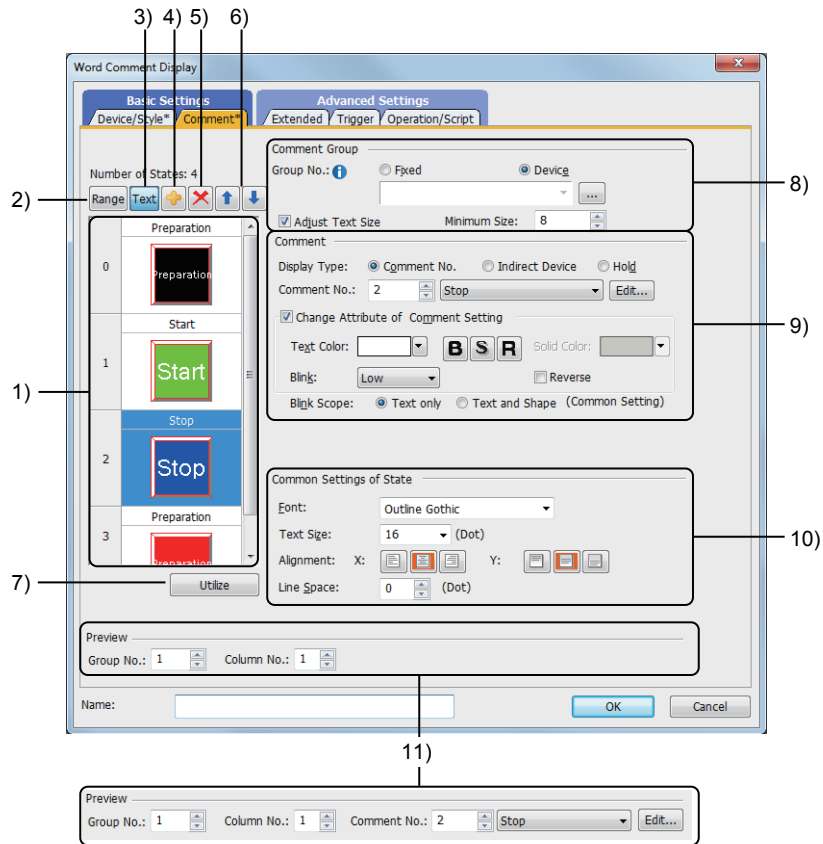 3) 4) 5) 6)
Word Comment Display
Basic Settings Advanced Settings
Device/Style* Comment* Extended Trigger Operation/Script
Comment Group
Number of States: 4
Group No.: Fixed Device
2) Range Text ... 8)
Adjust Text Size Minimum Size: 8
Preparation
0 Preparation
Comment
Display Type: Comment No. Indirect Device Hold
Comment No.: 2 Stop Edit...
Start
1 Start
Change Attribute of Comment Setting 9)
Text Color: B S R Solid Color:
1)
Blink: Low Reverse
Blink Scope: Text only Text and Shape (Common Setting)
Stop
2 Stop
Common Settings of State
Font: Outline Gothic
Preparation
3 Preparation
Text Size: 16 (Dot) 10)
Alignment: X: Y:
7) Utilize
Line Space: 0 (Dot)
Preview
Group No.: 1 Column No.: 1
Name: OK Cancel
11)
Preview
Group No.: 1 Column No.: 1 Comment No.: 2 Stop Edit...